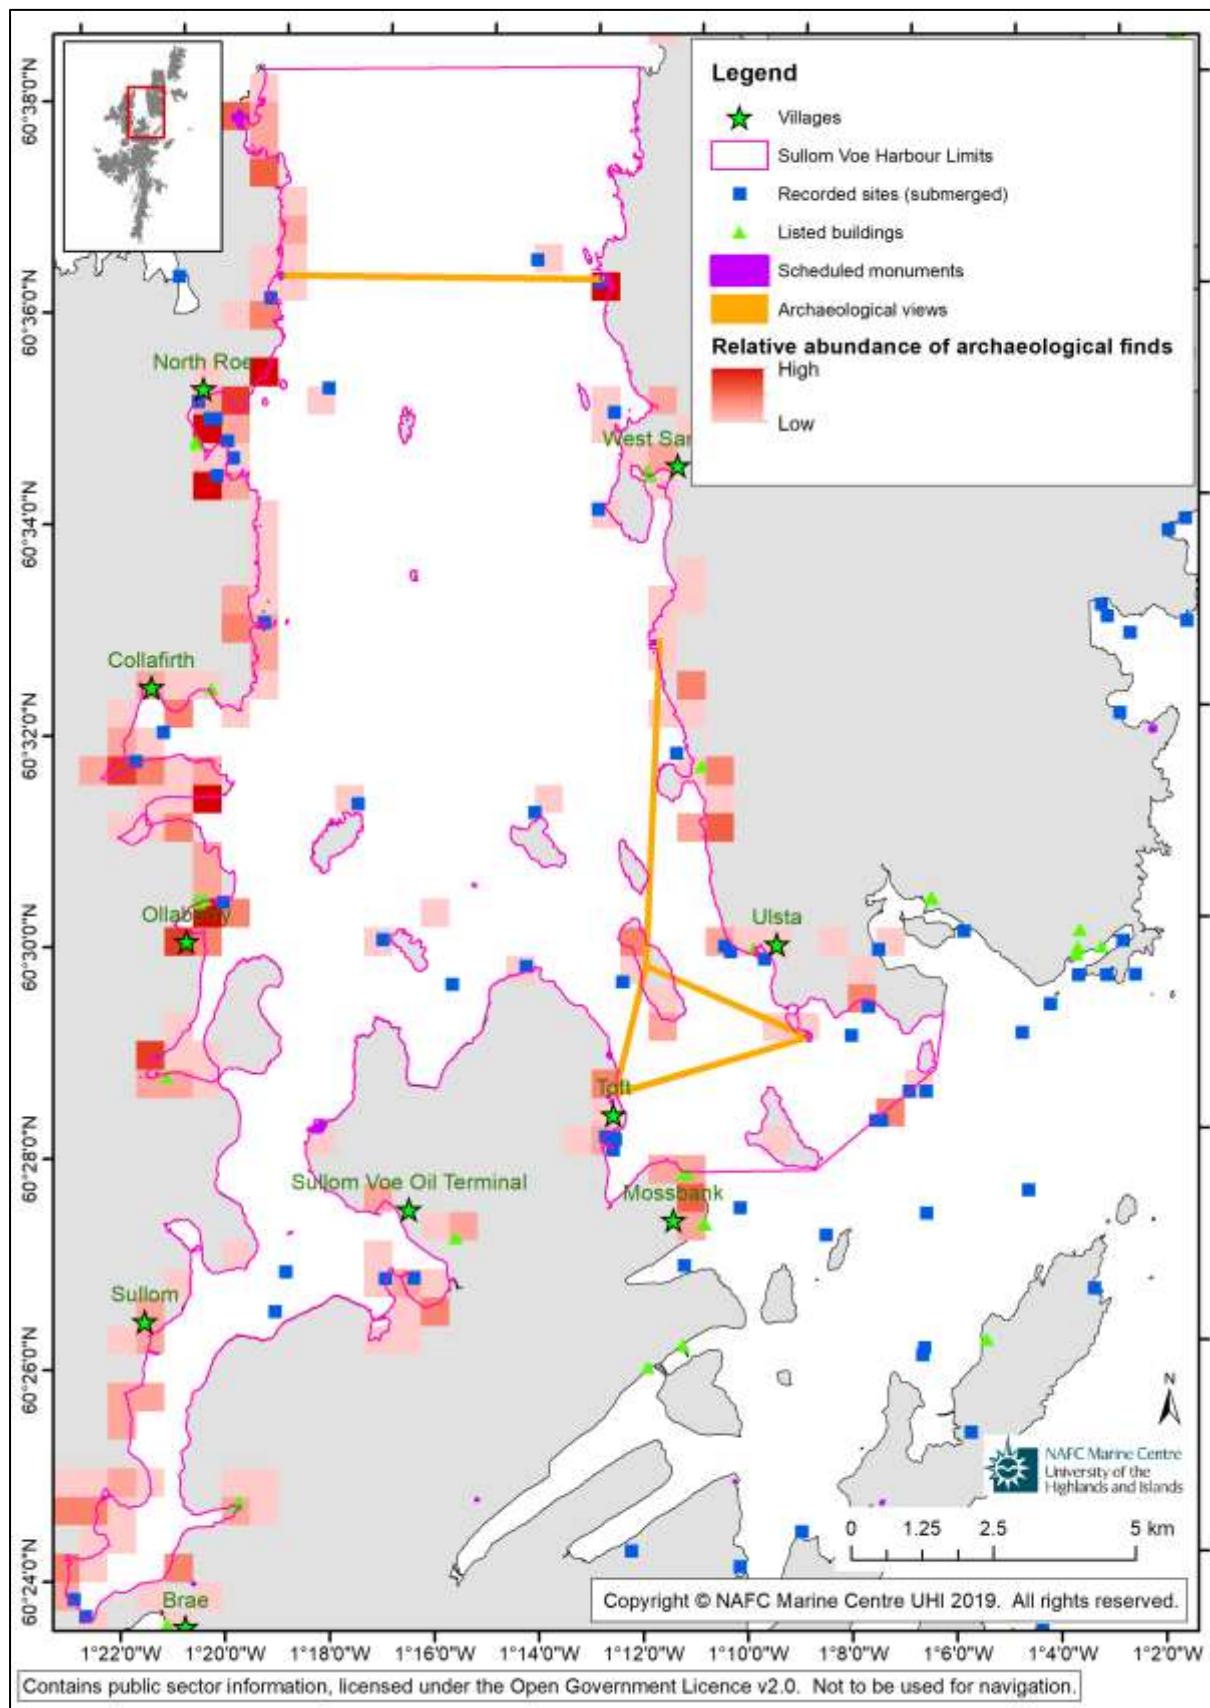 Legend
Villages
Sullom Voe Harbour Limits
Recorded sites (submerged)
Listed buildings
Scheduled monuments
Archaeological views
Relative abundance of archaeological finds
High
Low
60°38'0"N
60°36'0"N
60°34'0"N
60°32'0"N
60°30'0"N
60°28'0"N
60°26'0"N
60°24'0"N
North Roe
West San
Collafirth
Ollaberry
Ulsta
Toft
Sullom Voe Oil Terminal
Mossbank
Sullom
Brae
N
NAFC Marine Centre
University of the
Highlands and Islands
0 1.25 2.5 5 km
Copyright © NAFC Marine Centre UHI 2019. All rights reserved.
1°22'0"W 1°20'0"W 1°18'0"W 1°16'0"W 1°14'0"W 1°12'0"W 1°10'0"W 1°8'0"W 1°6'0"W 1°4'0"W 1°2'0"W
Contains public sector information, licensed under the Open Government Licence v2.0. Not to be used for navigation.